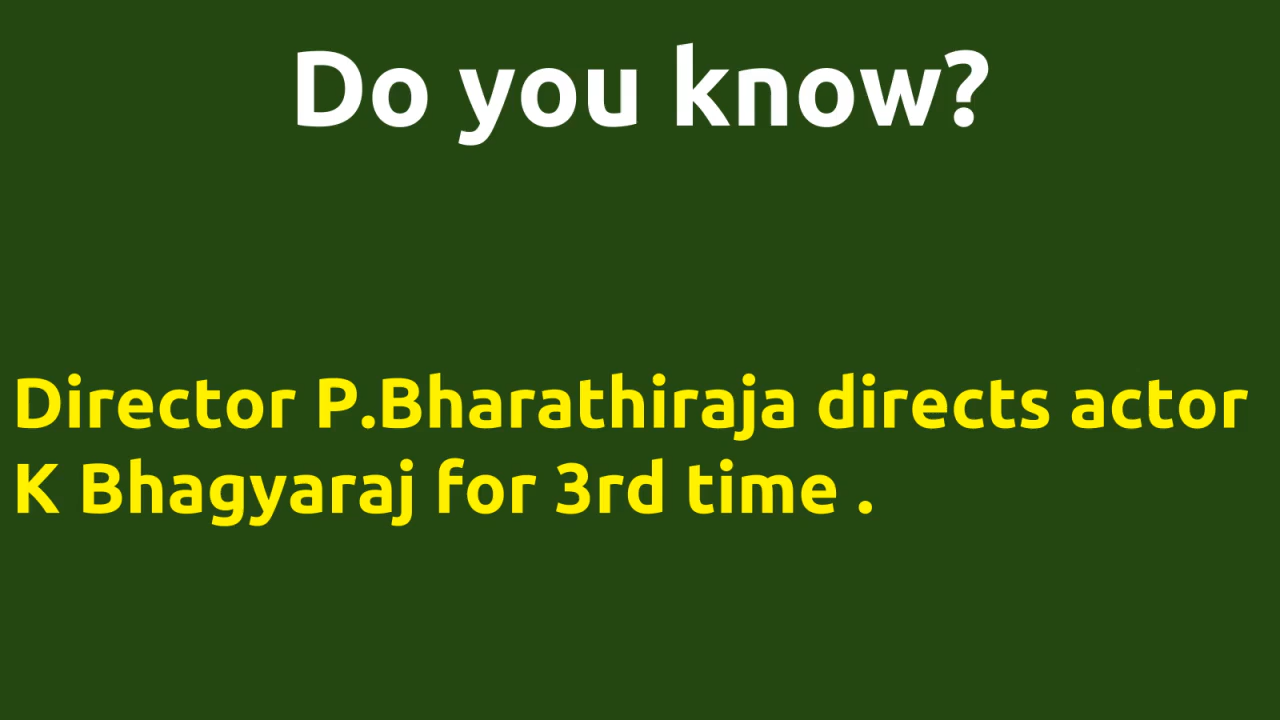 Do you know?
Director P.Bharathiraja directs actor
K Bhagyaraj for 3rd time .